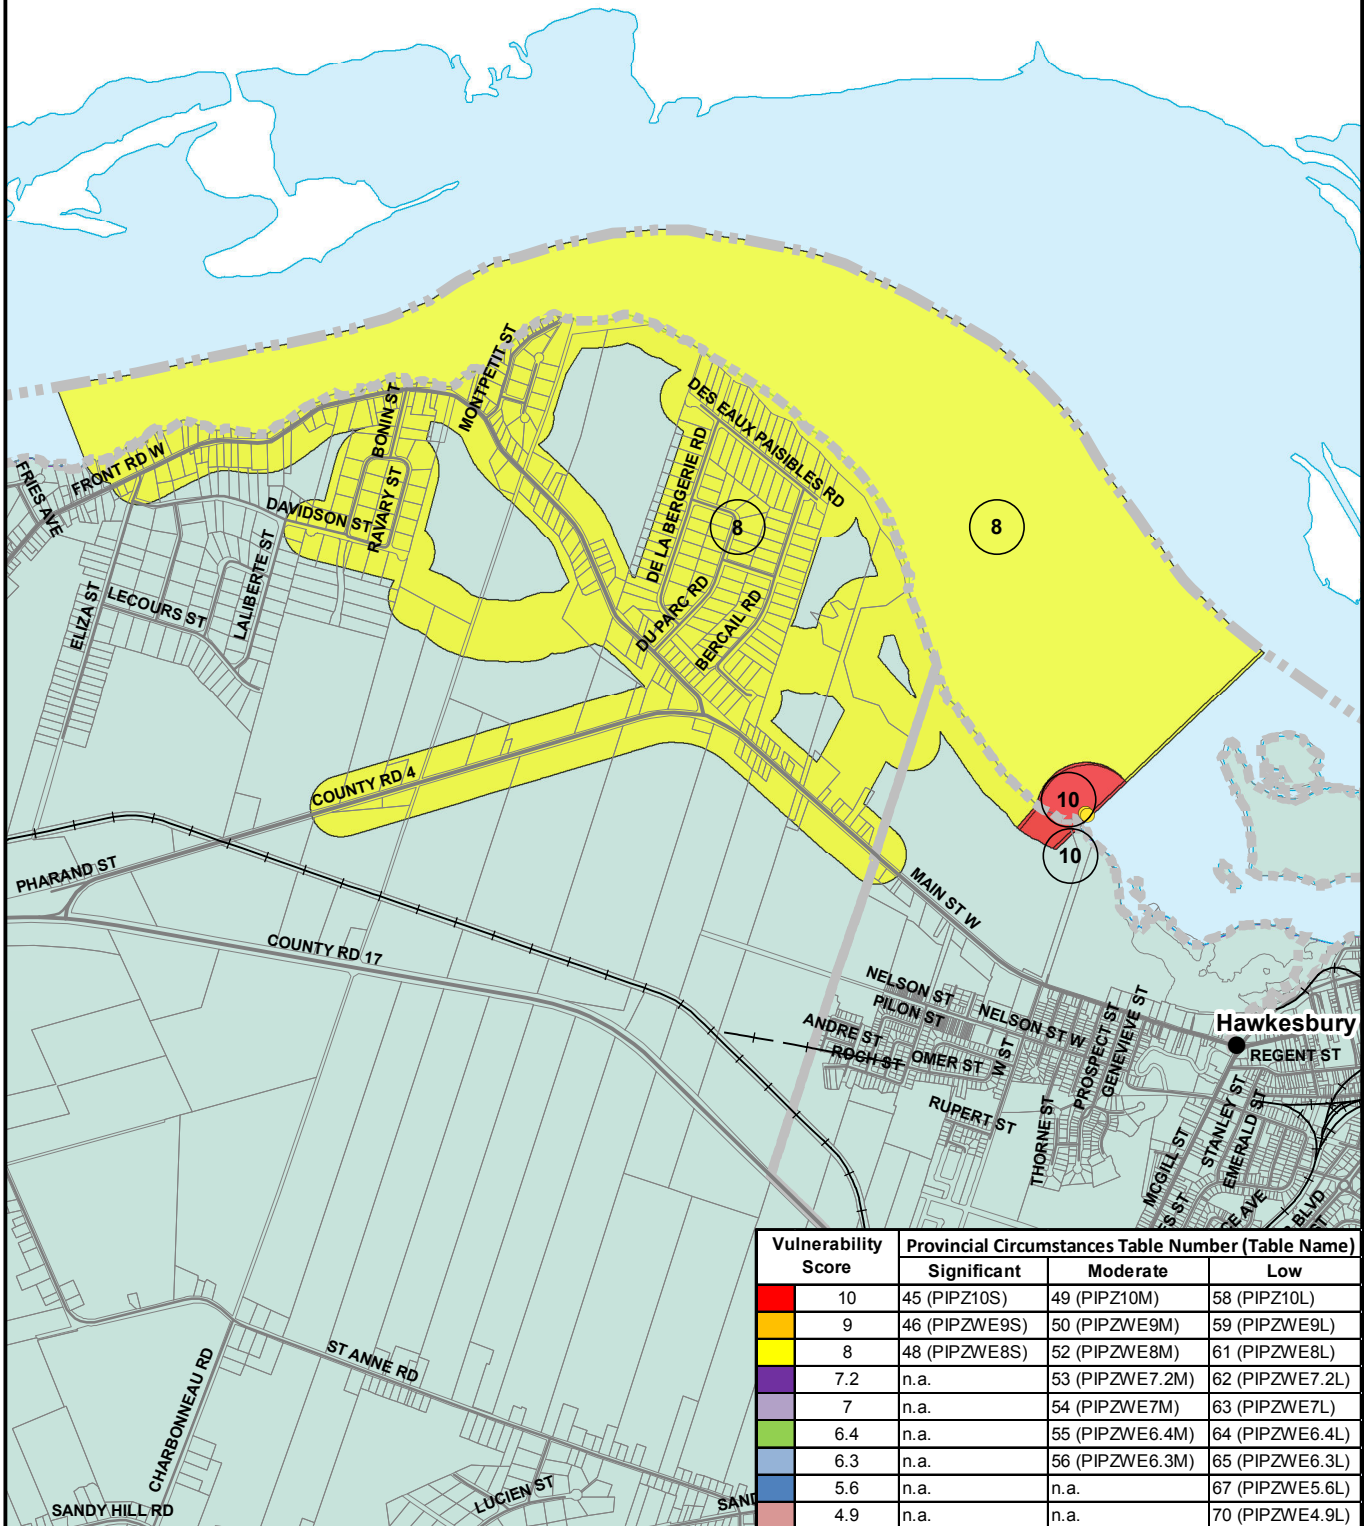 MONTPETIT ST
BONIN ST
DES EAUX PAISIBLES RD
FRONT RD W
FRIES AVE
DAVIDSON ST
RAVARY ST
DE LA BERGERIE RD
8
8
LALIBERTE ST
ELIZA ST
LECOURS ST
DU PARC RD
BERCAIL RD
COUNTY RD 4
10
10
PHARAND ST
MAIN ST W
COUNTY RD 17
NELSON ST
PILON ST
NELSON ST W
ANDRE ST
ROCH ST
OMER ST
W ST
PROSPECT ST
GENEVIEVE ST
Hawkesbury
REGENT ST
RUPERT ST
THORNE ST
STANLEY ST
EMERALD ST
MCGILL ST
ES ST
GE AVE
BLVD
ST
Vulnerability Score Provincial Circumstances Table Number (Table Name)
Significant Moderate Low
10 45 (PIPZ10S) 49 (PIPZ10M) 58 (PIPZ10L)
9 46 (PIPZWE9S) 50 (PIPZWE9M) 59 (PIPZWE9L)
8 48 (PIPZWE8S) 52 (PIPZWE8M) 61 (PIPZWE8L)
7.2 n.a. 53 (PIPZWE7.2M) 62 (PIPZWE7.2L)
7 n.a. 54 (PIPZWE7M) 63 (PIPZWE7L)
6.4 n.a. 55 (PIPZWE6.4M) 64 (PIPZWE6.4L)
6.3 n.a. 56 (PIPZWE6.3M) 65 (PIPZWE6.3L)
5.6 n.a. n.a. 67 (PIPZWE5.6L)
4.9 n.a. n.a. 70 (PIPZWE4.9L)
ST ANNE RD
CHARBONNEAU RD
LUCIEN ST
SANDY HILL RD
SAND